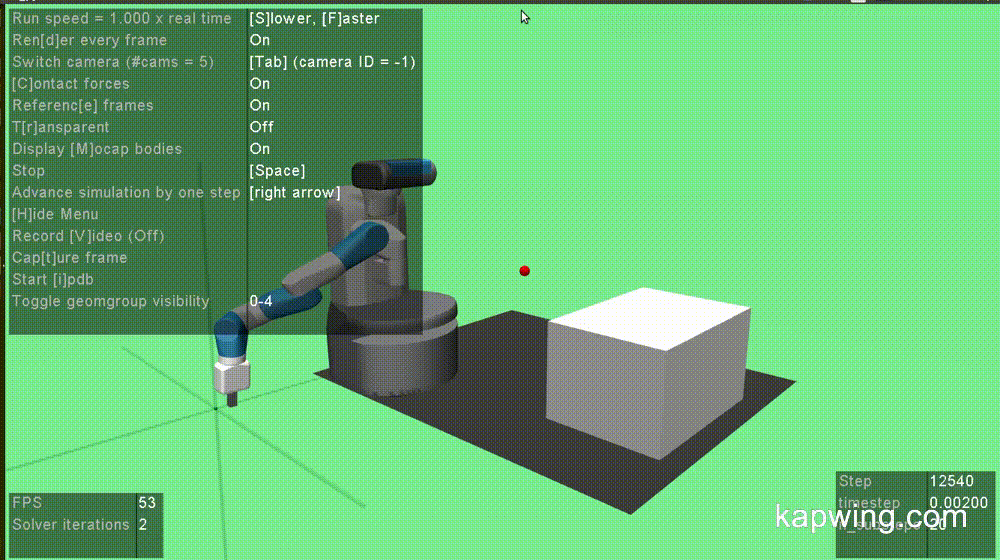 Run speed = 1.000 x real time [S]lower, [F]aster
Ren[d]er every frame On
Switch camera (#cams = 5) [Tab] (camera ID = -1)
[C]ontact forces On
Referenc[e] frames On
T[r]ansparent Off
Display [M]ocap bodies On
Stop [Space]
Advance simulation by one step [right arrow]
[H]ide Menu
Record [V]ideo (Off)
Cap[t]ure frame
Start [i]pdb
Toggle geomgroup visibility 0-4
FPS 53
Solver iterations 2
Step 12540
timestep 0.00200
n_substeps 20
kapwing.com